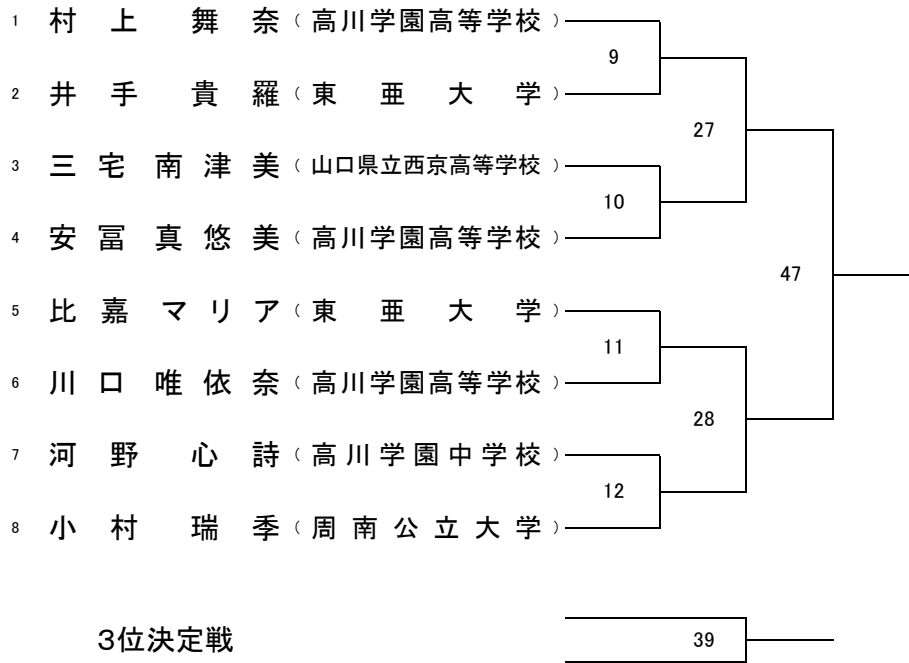 1 村上 舞奈（高川学園高等学校）
9
2 井手 貴羅（東亜大学）
27
3 三宅 南津美（山口県立西京高等学校）
10
4 安冨 真悠美（高川学園高等学校）
47
5 比嘉 マリア（東亜大学）
11
6 川口 唯依奈（高川学園高等学校）
28
7 河野 心詩（高川学園中学校）
12
8 小村 瑞季（周南公立大学）
3位決定戦 39